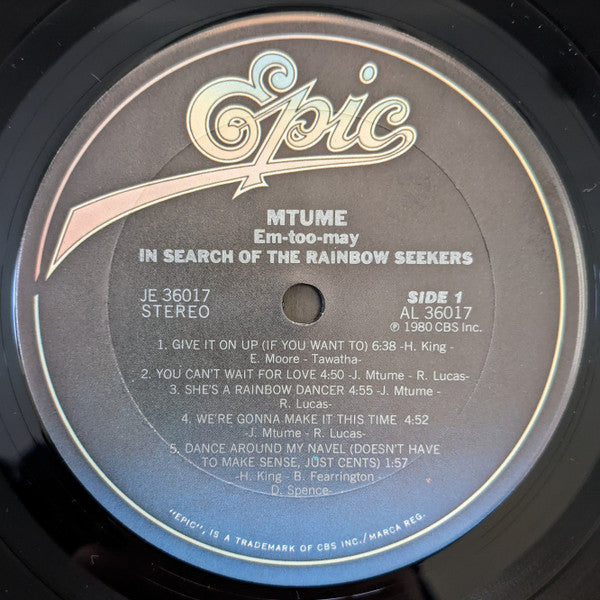 Epic
MTUME
Em-too-may
IN SEARCH OF THE RAINBOW SEEKERS
JE 36017
STEREO
SIDE 1
AL 36017
℗ 1980 CBS Inc.
1. GIVE IT ON UP (IF YOU WANT TO) 6:38 -H. King -
E. Moore - Tawatha-
2. YOU CAN'T WAIT FOR LOVE 4:50 -J. Mtume - R. Lucas-
3. SHE'S A RAINBOW DANCER 4:55 -J. Mtume -
R. Lucas-
4. WE'RE GONNA MAKE IT THIS TIME 4:52
-J. Mtume - R. Lucas-
5. DANCE AROUND MY NAVEL (DOESN'T HAVE
TO MAKE SENSE, JUST CENTS) 1:57
-H. King - B. Fearrington -
D. Spence-
"EPIC", IS A TRADEMARK OF CBS INC./MARCA REG.